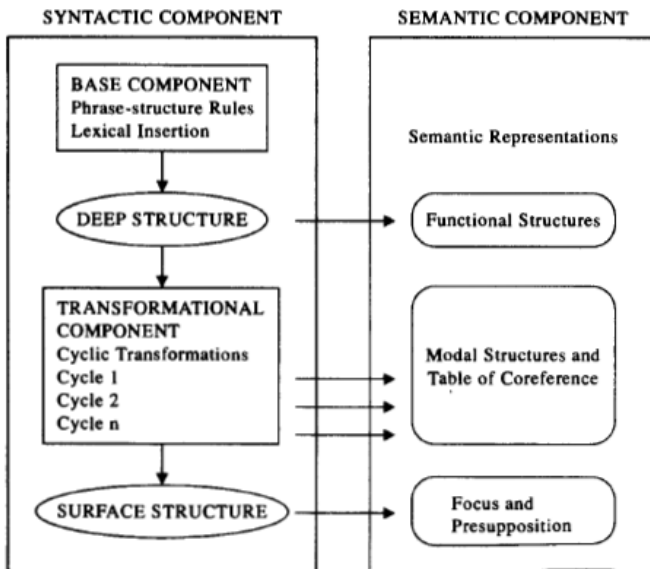 SYNTACTIC COMPONENT
SEMANTIC COMPONENT
BASE COMPONENT
Phrase-structure Rules
Lexical Insertion
Semantic Representations
DEEP STRUCTURE
Functional Structures
TRANSFORMATIONAL
COMPONENT
Cyclic Transformations
Cycle 1
Cycle 2
Cycle n
Modal Structures and
Table of Coreference
SURFACE STRUCTURE
Focus and
Presupposition